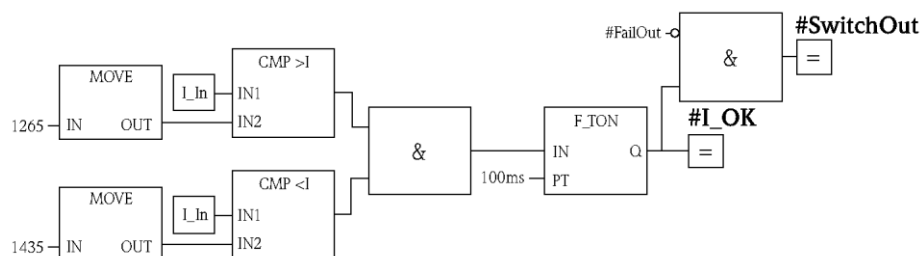 #SwitchOut
#FailOut
&
=
MOVE
I_In
CMP >I
IN1
IN2
1265
IN
OUT
&
F_TON
IN
Q
100ms
PT
#I_OK
=
MOVE
I_In
CMP <I
IN1
IN2
1435
IN
OUT